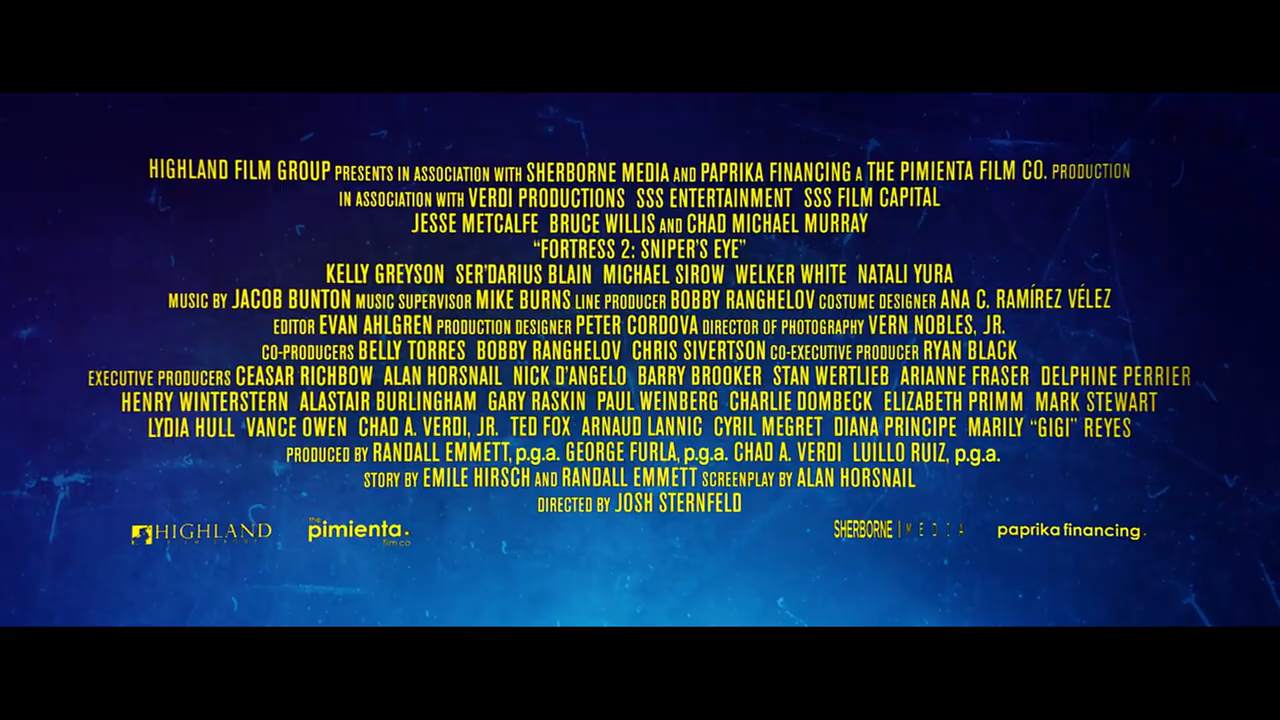 HIGHLAND FILM GROUP PRESENTS IN ASSOCIATION WITH SHERBORNE MEDIA AND PAPRIKA FINANCING A THE PIMIENTA FILM CO. PRODUCTION
IN ASSOCIATION WITH VERDI PRODUCTIONS SSS ENTERTAINMENT SSS FILM CAPITAL
JESSE METCALFE BRUCE WILLIS AND CHAD MICHAEL MURRAY
“FORTRESS 2: SNIPER'S EYE”
KELLY GREYSON SER'DARIUS BLAIN MICHAEL SIROW WELKER WHITE NATALI YURA
MUSIC BY JACOB BUNTON MUSIC SUPERVISOR MIKE BURNS LINE PRODUCER BOBBY RANGHELOV COSTUME DESIGNER ANA C. RAMÍREZ VÉLEZ
EDITOR EVAN AHLGREN PRODUCTION DESIGNER PETER CORDOVA DIRECTOR OF PHOTOGRAPHY VERN NOBLES, JR.
CO-PRODUCERS BELLY TORRES BOBBY RANGHELOV CHRIS SIVERTSON CO-EXECUTIVE PRODUCER RYAN BLACK
EXECUTIVE PRODUCERS CEASAR RICHBOW ALAN HORSNAIL NICK D'ANGELO BARRY BROOKER STAN WERTLIEB ARIANNE FRASER DELPHINE PERRIER
HENRY WINTERSTERN ALASTAIR BURLINGHAM GARY RASKIN PAUL WEINBERG CHARLIE DOMBECK ELIZABETH PRIMM MARK STEWART
LYDIA HULL VANCE OWEN CHAD A. VERDI, JR. TED FOX ARNAUD LANNIC CYRIL MEGRET DIANA PRINCIPE MARILY “GIGI” REYES
PRODUCED BY RANDALL EMMETT, p.g.a. GEORGE FURLA, p.g.a. CHAD A. VERDI LUILLO RUIZ, p.g.a.
STORY BY EMILE HIRSCH AND RANDALL EMMETT SCREENPLAY BY ALAN HORSNAIL
DIRECTED BY JOSH STERNFELD
HIGHLAND
the pimienta. film co
SHERBORNE | MEDIA
paprika financing.